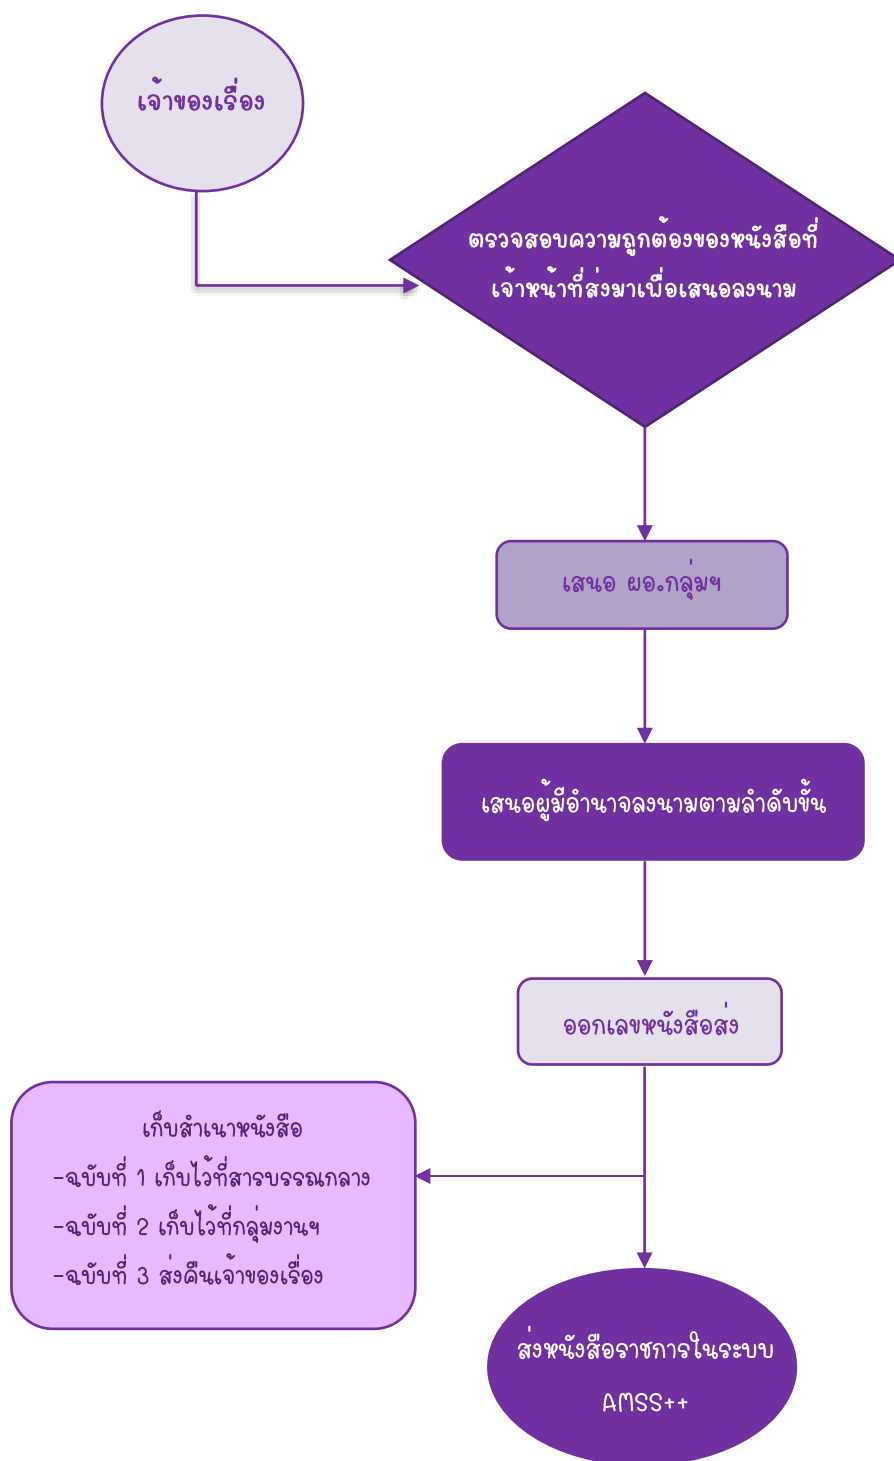 เจ้าของเรื่อง
ตรวจสอบความถูกต้องของหนังสือที่
เจ้าหน้าที่ส่งมาเพื่อเสนอลงนาม
เสนอ ผอ.กลุ่มฯ
เสนอผู้มีอำนาจลงนามตามลำดับขั้น
ออกเลขหนังสือส่ง
เก็บสำเนาหนังสือ
-ฉบับที่ 1 เก็บไว้ที่สารบรรณกลาง
-ฉบับที่ 2 เก็บไว้ที่กลุ่มงานฯ
-ฉบับที่ 3 ส่งคืนเจ้าของเรื่อง
ส่งหนังสือราชการในระบบ
AMSS++